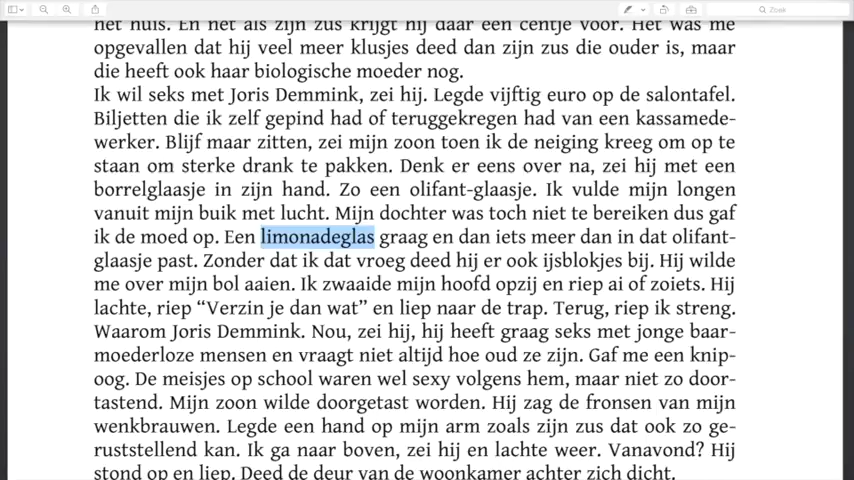 het huis. En net als zijn zus krijgt hij daar een centje voor. Het was me
opgevallen dat hij veel meer klusjes deed dan zijn zus die ouder is, maar
die heeft ook haar biologische moeder nog.
Ik wil seks met Joris Demmink, zei hij. Legde vijftig euro op de salontafel.
Biljetten die ik zelf gepind had of teruggekregen had van een kassamede-
werker. Blijf maar zitten, zei mijn zoon toen ik de neiging kreeg om op te
staan om sterke drank te pakken. Denk er eens over na, zei hij met een
borrelglaasje in zijn hand. Zo een olifant-glaasje. Ik vulde mijn longen
vanuit mijn buik met lucht. Mijn dochter was toch niet te bereiken dus gaf
ik de moed op. Een limonadeglas graag en dan iets meer dan in dat olifant-
glaasje past. Zonder dat ik dat vroeg deed hij er ook ijsblokjes bij. Hij wilde
me over mijn bol aaien. Ik zwaaide mijn hoofd opzij en riep ai of zoiets. Hij
lachte, riep “Verzin je dan wat” en liep naar de trap. Terug, riep ik streng.
Waarom Joris Demmink. Nou, zei hij, hij heeft graag seks met jonge baar-
moederloze mensen en vraagt niet altijd hoe oud ze zijn. Gaf me een knip-
oog. De meisjes op school waren wel sexy volgens hem, maar niet zo door-
tastend. Mijn zoon wilde doorgetast worden. Hij zag de fronsen van mijn
wenkbrauwen. Legde een hand op mijn arm zoals zijn zus dat ook zo ge-
ruststellend kan. Ik ga naar boven, zei hij en lachte weer. Vanavond? Hij
stond op en liep. Deed de deur van de woonkamer achter zich dicht.
Zoek